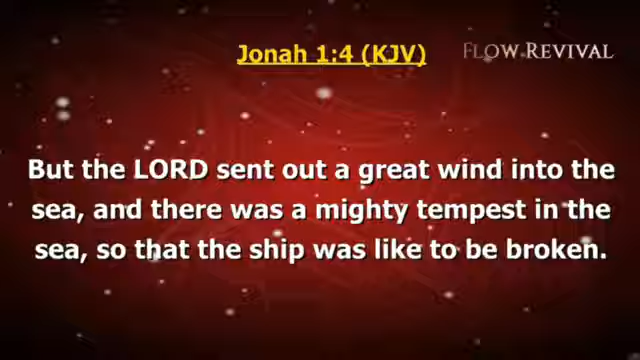 Jonah 1:4 (KJV)
FLOW REVIVAL
But the LORD sent out a great wind into the
sea, and there was a mighty tempest in the
sea, so that the ship was like to be broken.